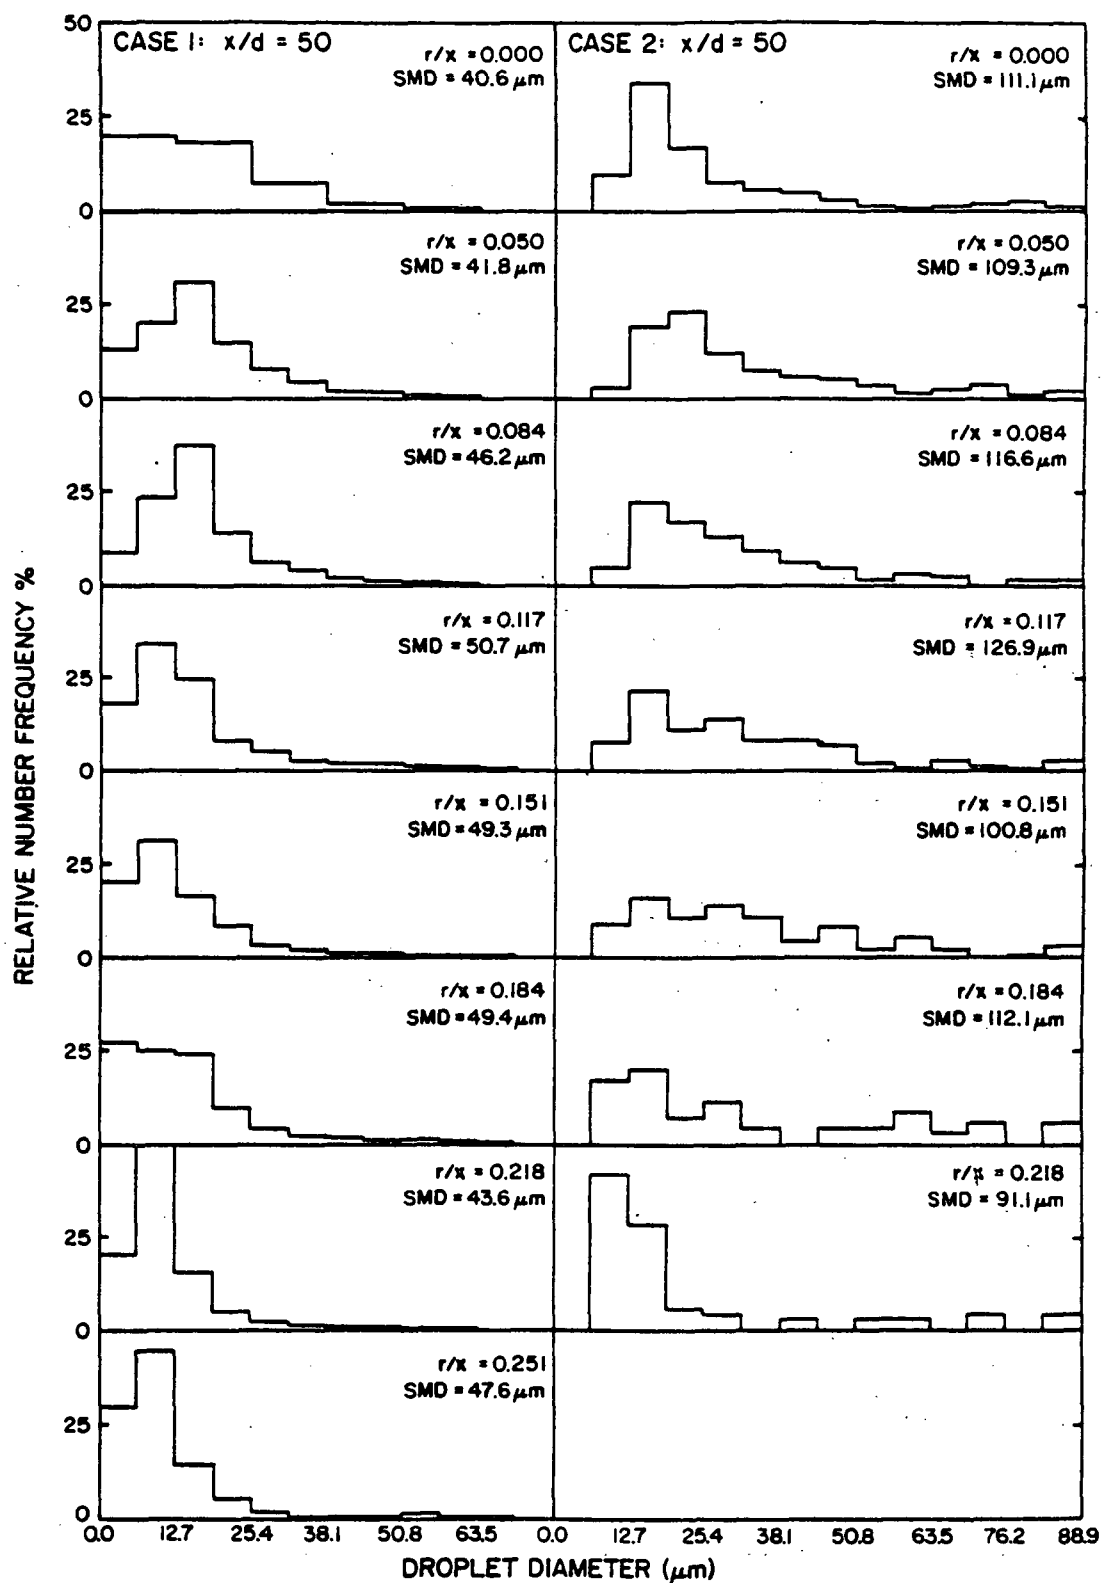 50
CASE 1: x/d = 50
r/x = 0.000
SMD = 40.6 μm
CASE 2: x/d = 50
r/x = 0.000
SMD = 111.1 μm
25
0
r/x = 0.050
SMD = 41.8 μm
r/x = 0.050
SMD = 109.3 μm
25
0
r/x = 0.084
SMD = 46.2 μm
r/x = 0.084
SMD = 116.6 μm
25
0
r/x = 0.117
SMD = 50.7 μm
r/x = 0.117
SMD = 126.9 μm
25
0
r/x = 0.151
SMD = 49.3 μm
r/x = 0.151
SMD = 100.8 μm
25
0
r/x = 0.184
SMD = 49.4 μm
r/x = 0.184
SMD = 112.1 μm
25
0
r/x = 0.218
SMD = 43.6 μm
r/x = 0.218
SMD = 91.1 μm
25
0
r/x = 0.251
SMD = 47.6 μm
25
0
RELATIVE NUMBER FREQUENCY %
0.0 12.7 25.4 38.1 50.8 63.5 0.0 12.7 25.4 38.1 50.8 63.5 76.2 88.9
DROPLET DIAMETER (μm)